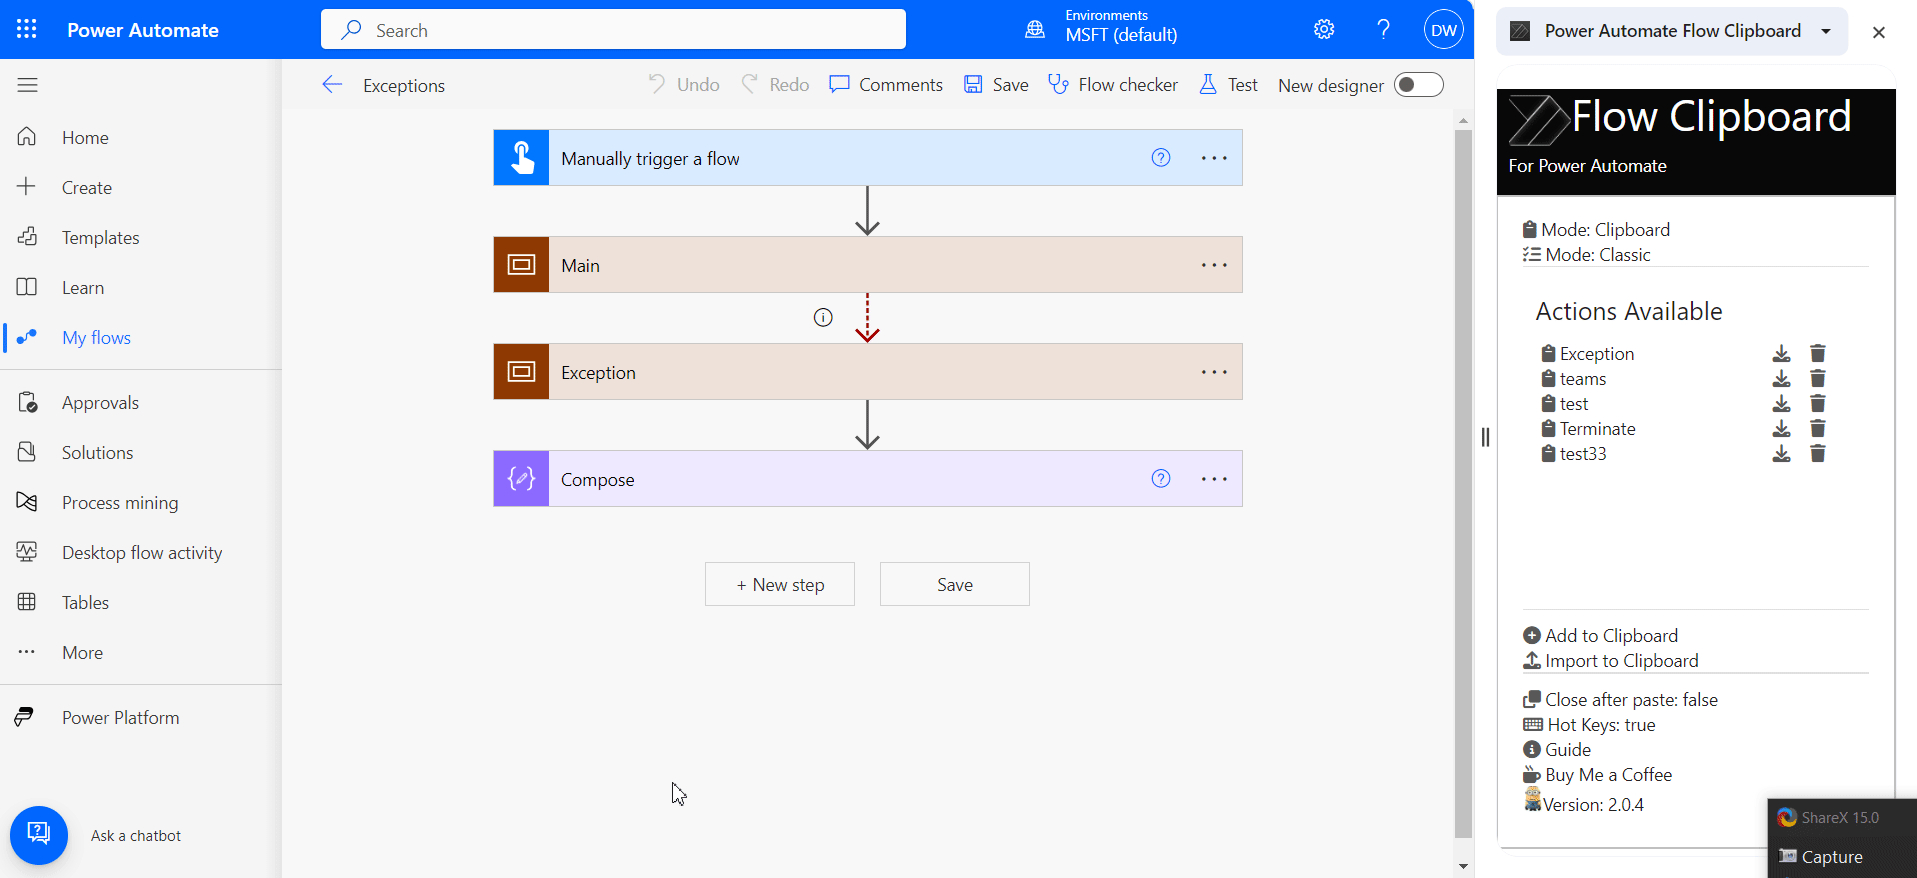 Power Automate
Search
Environments
MSFT (default)
DW
Power Automate Flow Clipboard
Exceptions
Undo
Redo
Comments
Save
Flow checker
Test
New designer
Home
Create
Templates
Learn
My flows
Approvals
Solutions
Process mining
Desktop flow activity
Tables
More
Power Platform
Ask a chatbot
Manually trigger a flow
Main
Exception
Compose
+ New step
Save
Flow Clipboard
For Power Automate
Mode: Clipboard
Mode: Classic
Actions Available
Exception
teams
test
Terminate
test33
Add to Clipboard
Import to Clipboard
Close after paste: false
Hot Keys: true
Guide
Buy Me a Coffee
Version: 2.0.4
ShareX 15.0
Capture